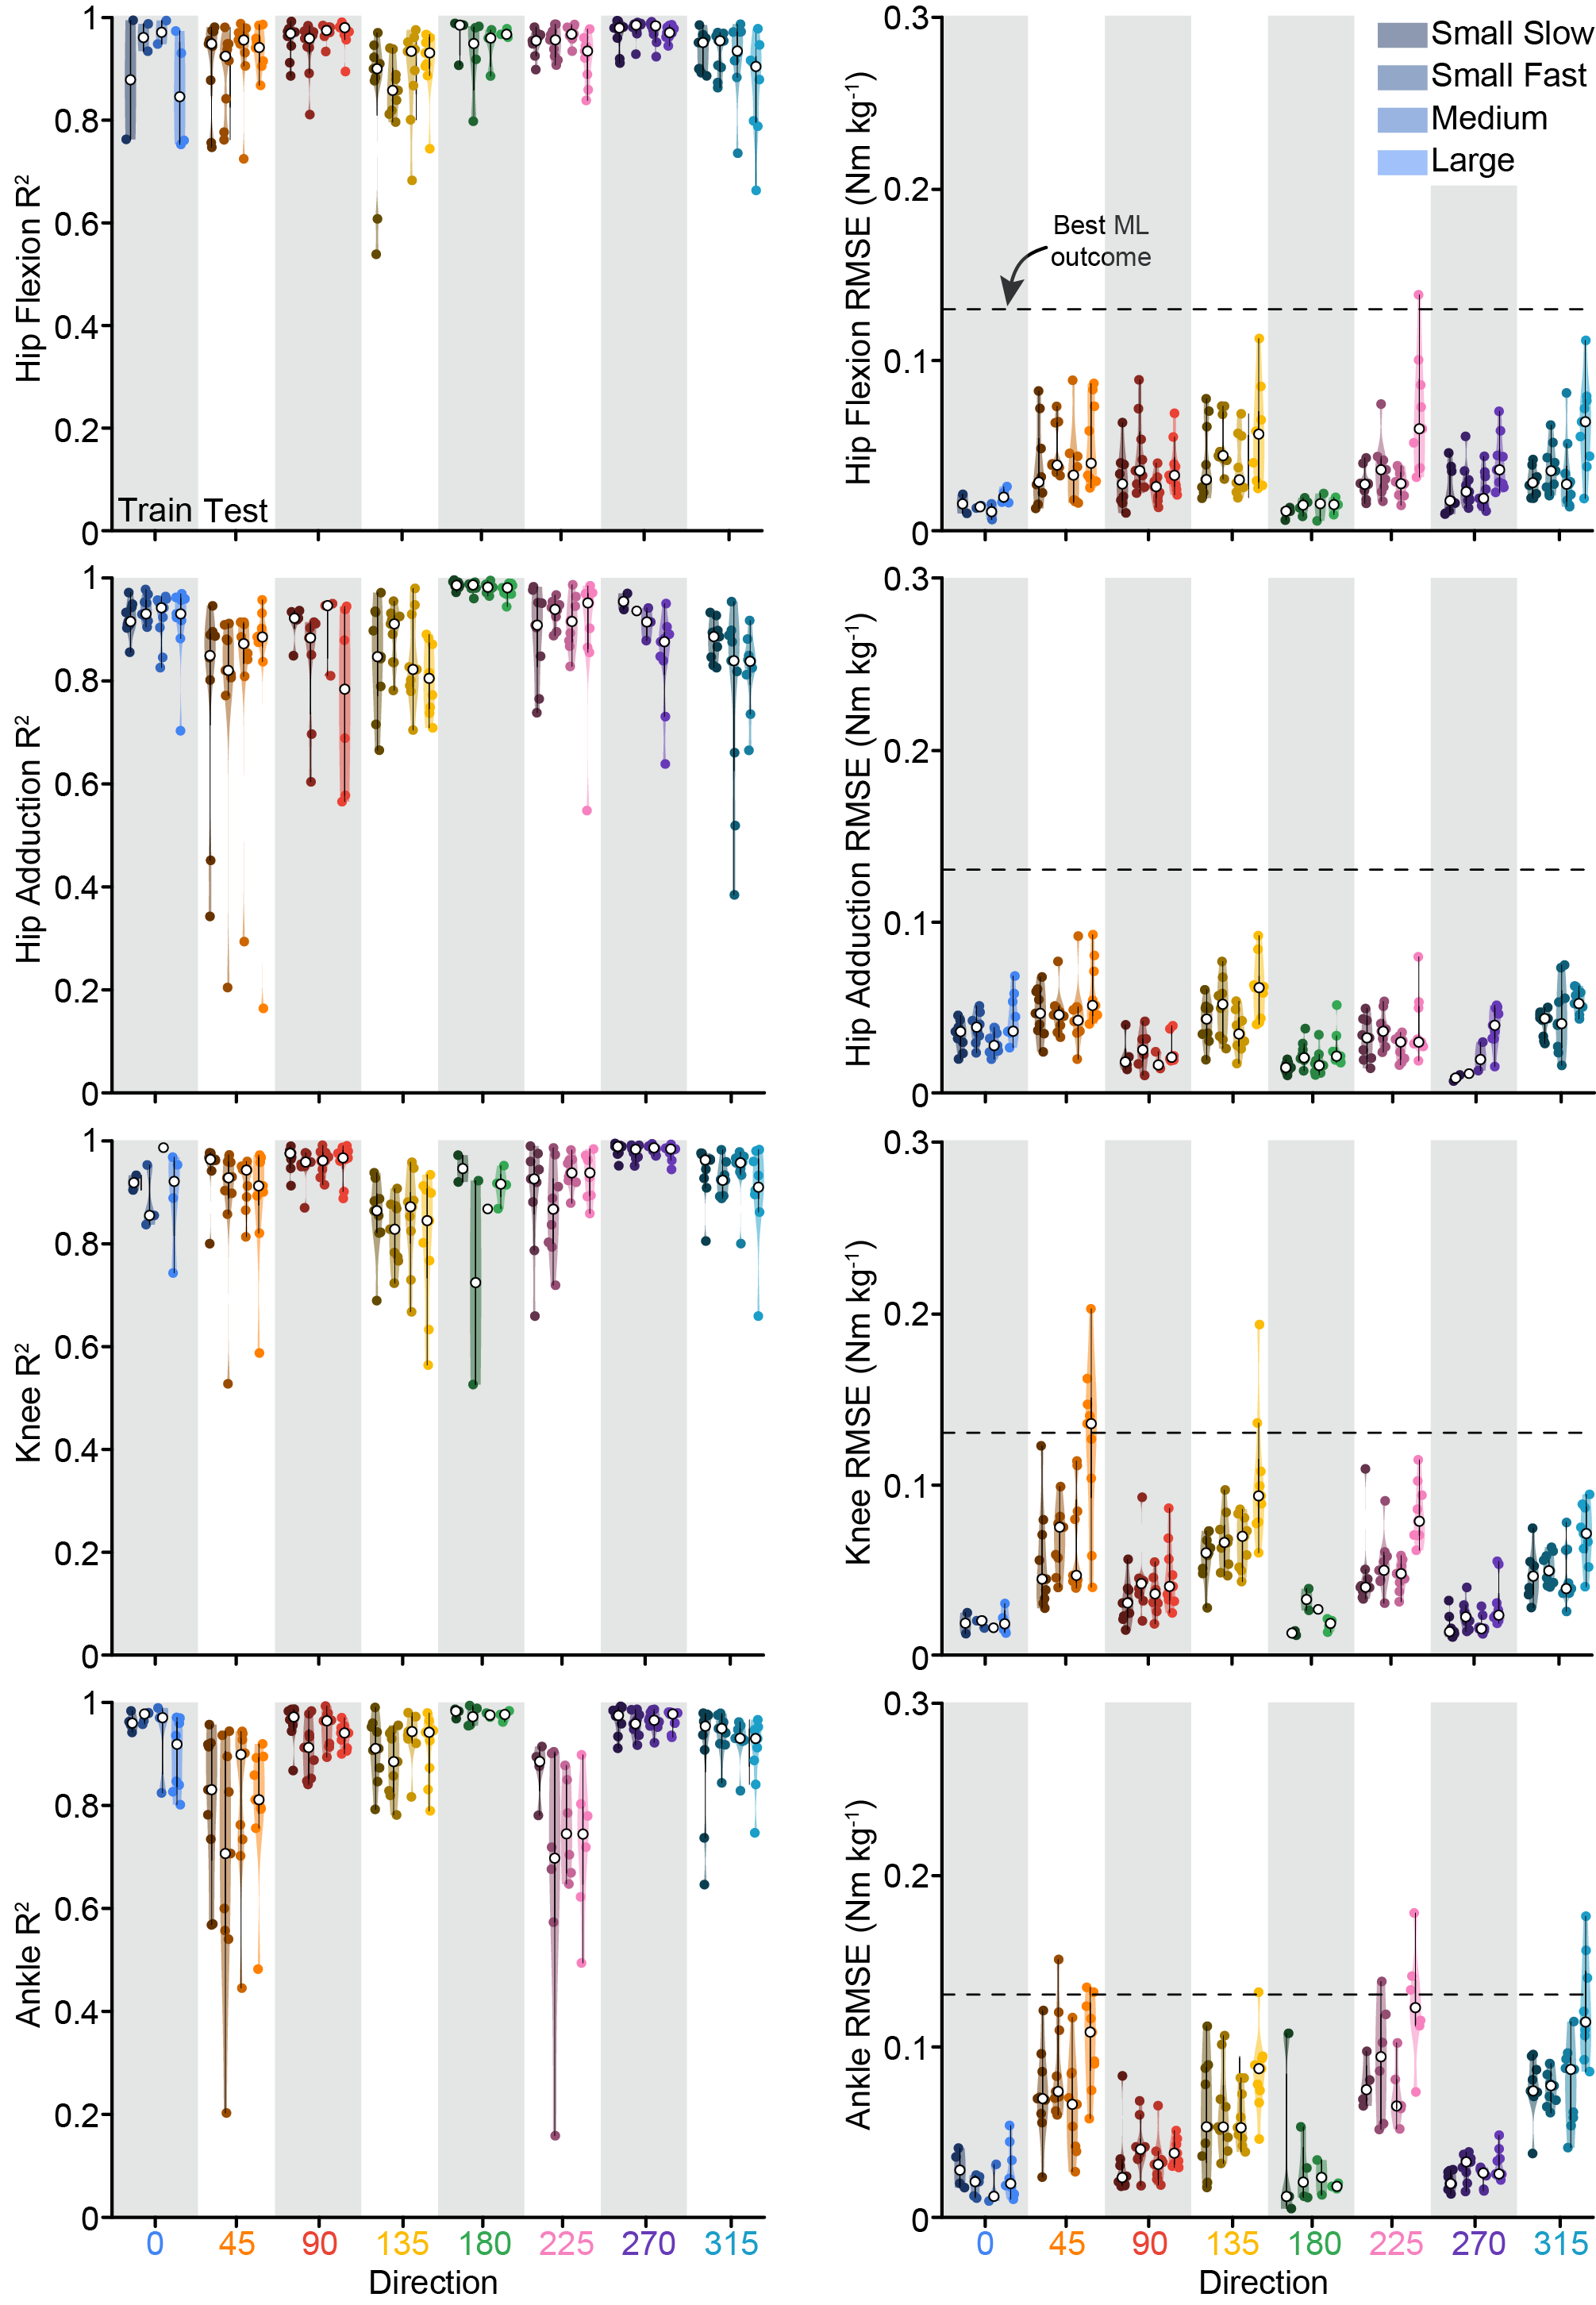 Small Slow
Small Fast
Medium
Large
Hip Flexion R²
1
0.8
0.6
0.4
0.2
0
Train
Test
Hip Flexion RMSE (Nm kg⁻¹)
0.3
0.2
0.1
0
Best ML
outcome
Hip Adduction R²
1
0.8
0.6
0.4
0.2
0
Hip Adduction RMSE (Nm kg⁻¹)
0.3
0.2
0.1
0
Knee R²
1
0.8
0.6
0.4
0.2
0
Knee RMSE (Nm kg⁻¹)
0.3
0.2
0.1
0
Ankle R²
1
0.8
0.6
0.4
0.2
0
0 45 90 135 180 225 270 315
Direction
Ankle RMSE (Nm kg⁻¹)
0.3
0.2
0.1
0
0 45 90 135 180 225 270 315
Direction